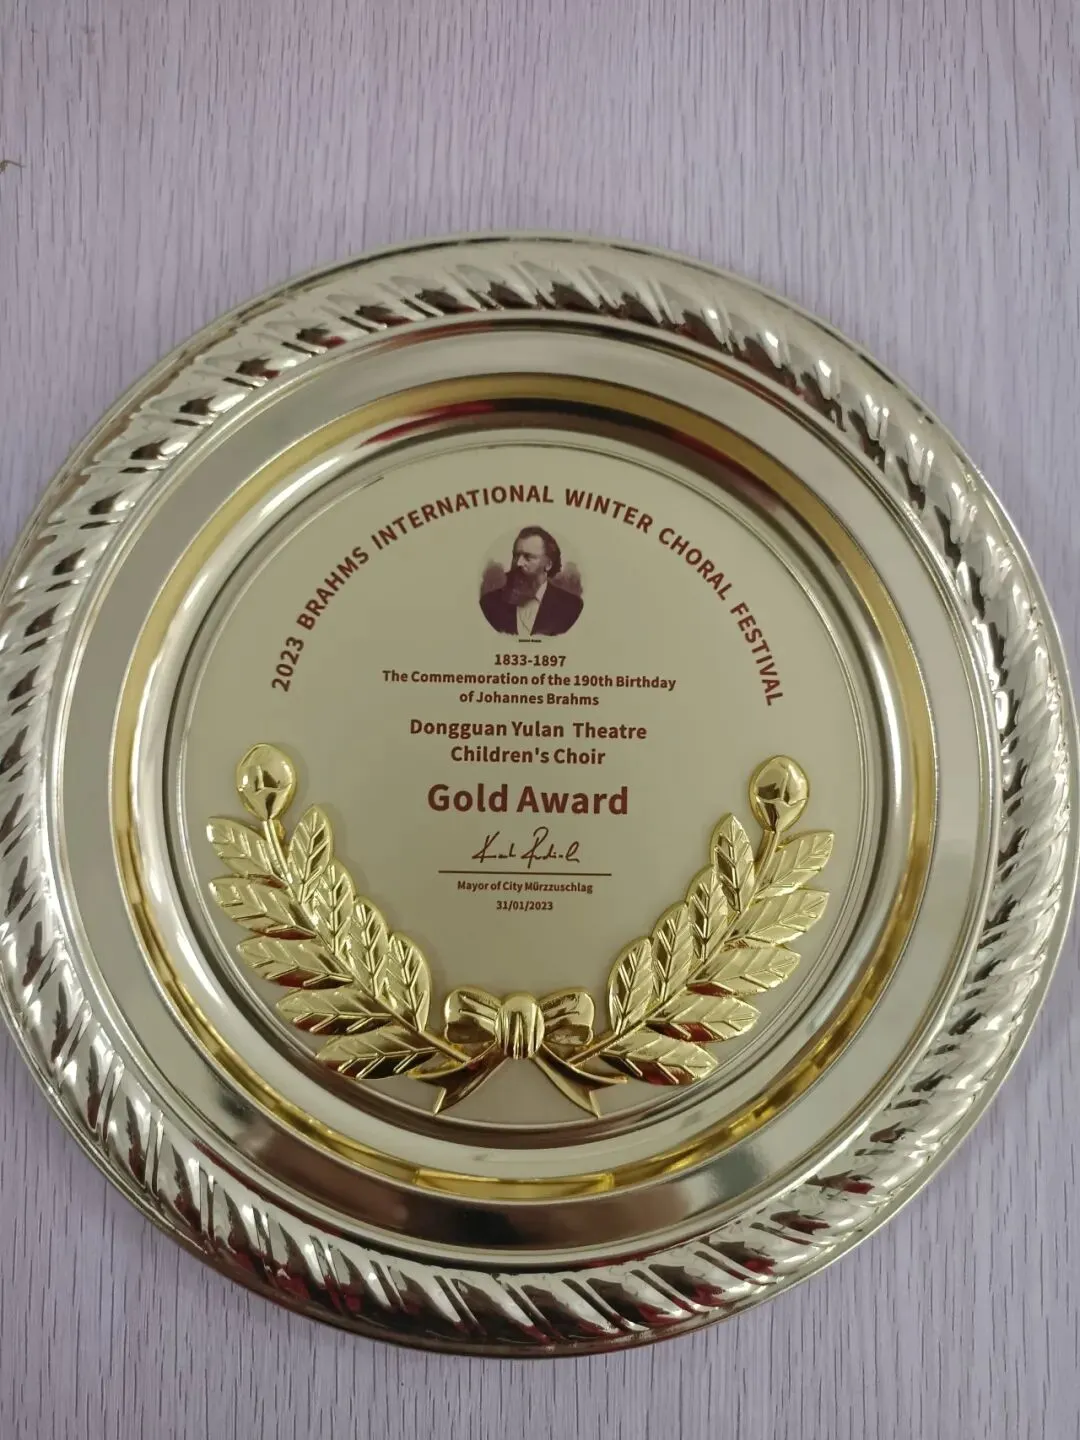 2023 BRAHMS INTERNATIONAL WINTER CHORAL FESTIVAL
1833-1897
The Commemoration of the 190th Birthday
of Johannes Brahms
Dongguan Yulan Theatre
Children's Choir
Gold Award
Mayor of City Mürzzuschlag
31/01/2023